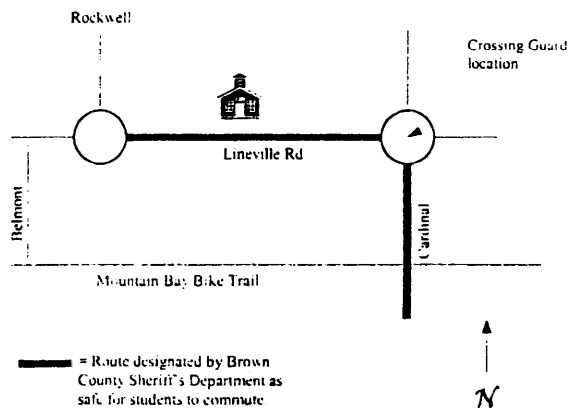 Rockwell
Crossing Guard
location
Lineville Rd
Belmont
Cardinal
Mountain Bay Bike Trail
= Route designated by Brown
County Sheriff's Department as
safe for students to commute
N